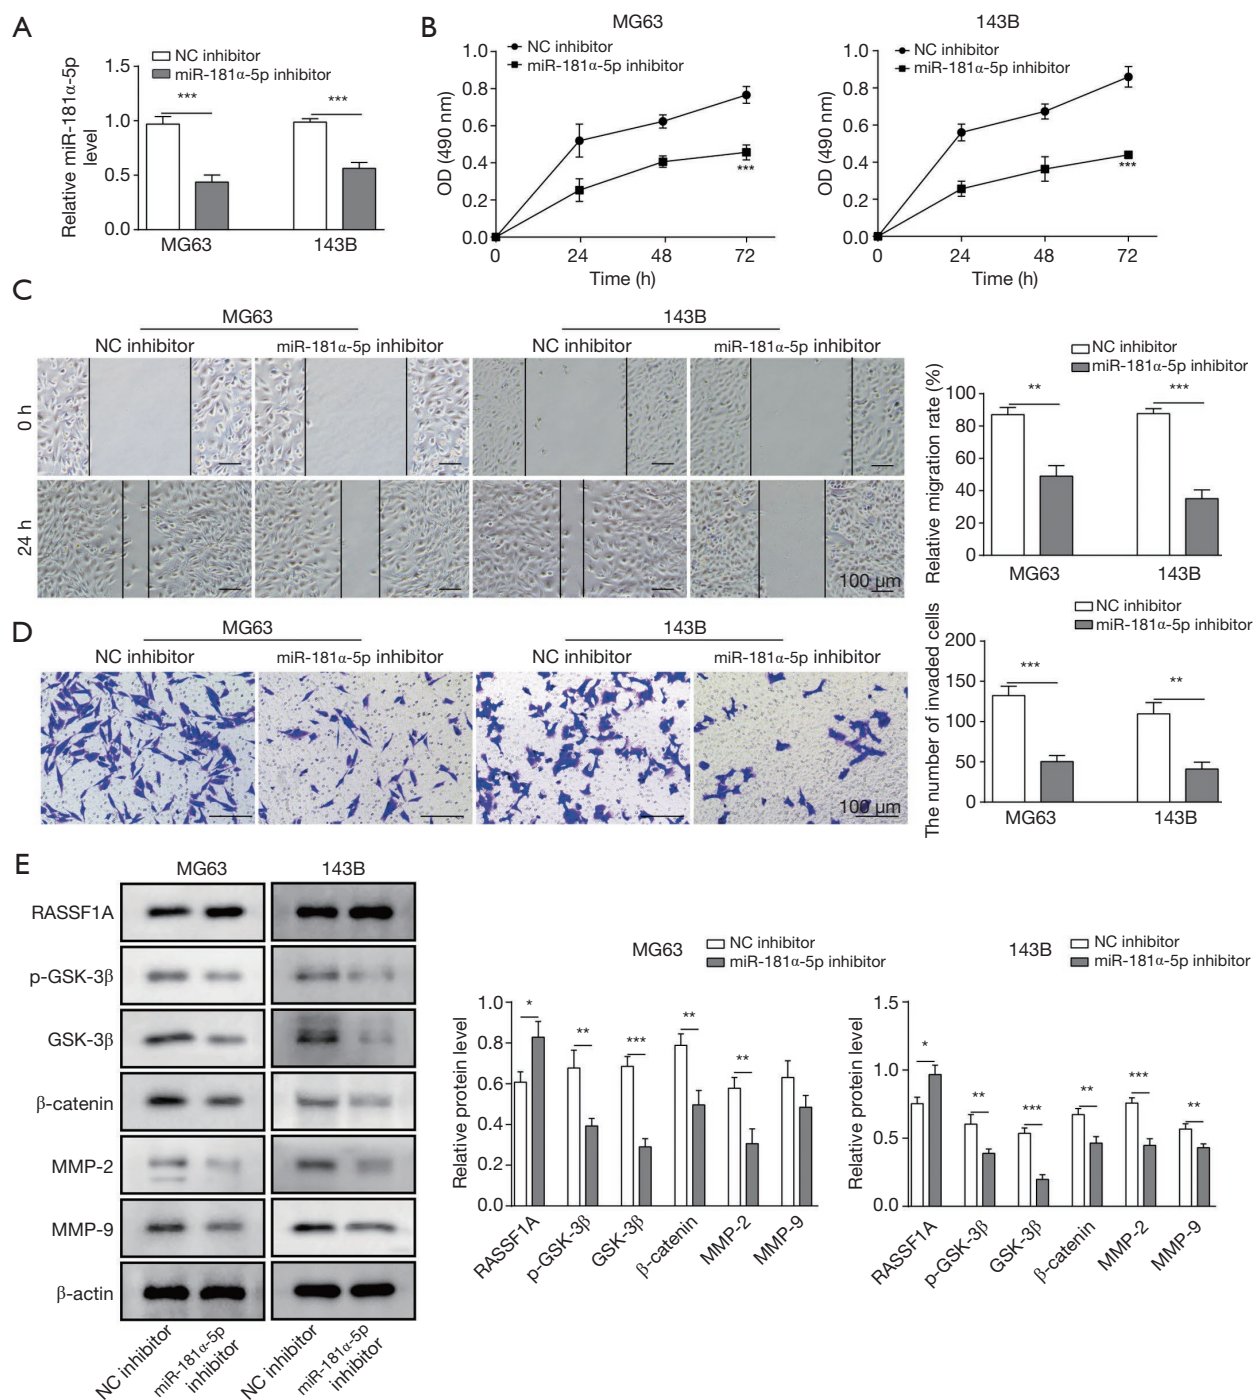 A
NC inhibitor
miR-181α-5p inhibitor
Relative miR-181α-5p
level
1.5
1.0
0.5
0.0
***
***
MG63
143B
B
MG63
NC inhibitor
miR-181α-5p inhibitor
OD (490 nm)
1.0
0.8
0.6
0.4
0.2
0.0
***
0
24
48
72
Time (h)
143B
NC inhibitor
miR-181α-5p inhibitor
OD (490 nm)
1.0
0.8
0.6
0.4
0.2
0.0
***
0
24
48
72
Time (h)
C
MG63
143B
NC inhibitor
miR-181α-5p inhibitor
NC inhibitor
miR-181α-5p inhibitor
0 h
24 h
100 μm
NC inhibitor
miR-181α-5p inhibitor
Relative migration rate (%)
100
80
60
40
20
0
**
***
MG63
143B
D
MG63
143B
NC inhibitor
miR-181α-5p inhibitor
NC inhibitor
miR-181α-5p inhibitor
100 μm
NC inhibitor
miR-181α-5p inhibitor
The number of invaded cells
200
150
100
50
0
***
**
MG63
143B
E
MG63
143B
RASSF1A
p-GSK-3β
GSK-3β
β-catenin
MMP-2
MMP-9
β-actin
NC inhibitor
miR-181α-5p
inhibitor
NC inhibitor
miR-181α-5p
inhibitor
MG63
NC inhibitor
miR-181α-5p inhibitor
Relative protein level
1.0
0.8
0.6
0.4
0.2
0.0
*
**
***
**
**
RASSF1A
p-GSK-3β
GSK-3β
β-catenin
MMP-2
MMP-9
143B
NC inhibitor
miR-181α-5p inhibitor
Relative protein level
1.5
1.0
0.5
0.0
*
**
***
**
***
**
RASSF1A
p-GSK-3β
GSK-3β
β-catenin
MMP-2
MMP-9